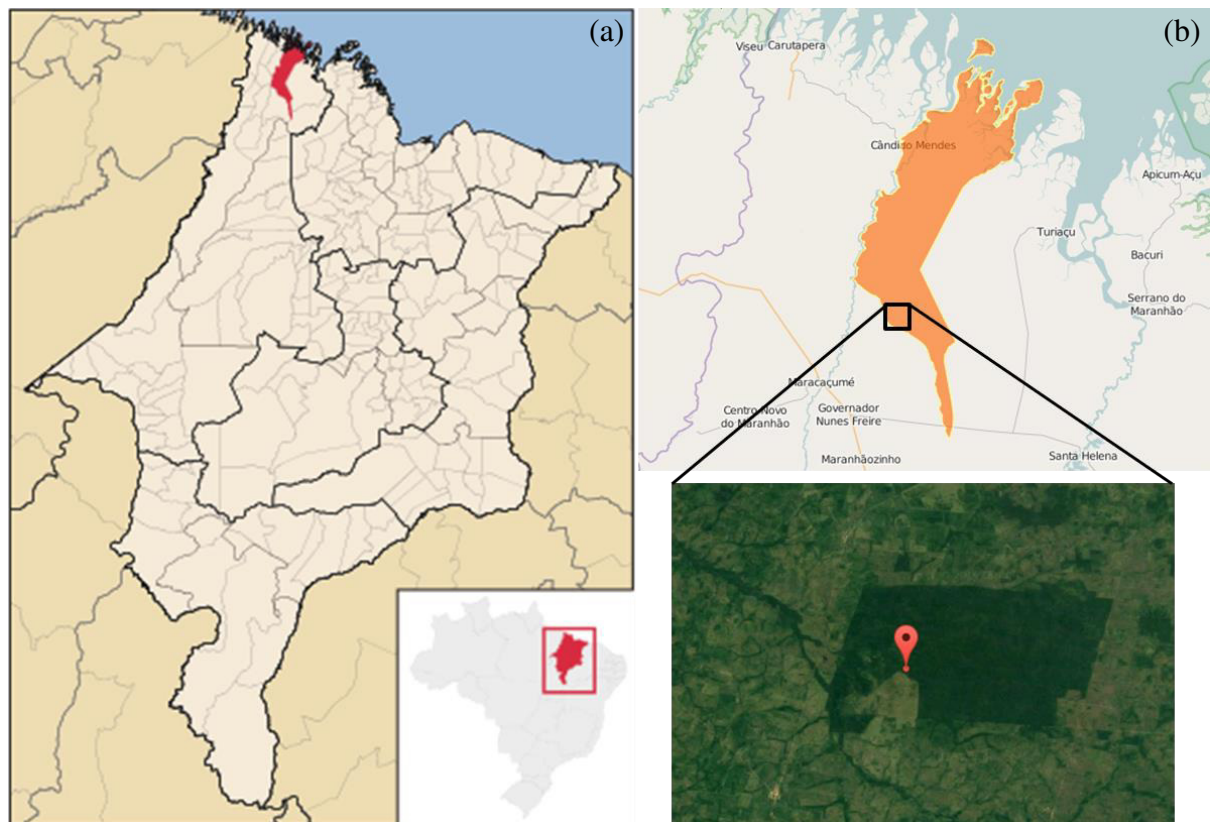 (a)
(b)
Viseu
Carutapera
Cândido Mendes
Apicum-Açu
Turiaçu
Bacuri
Serrano do
Maranhão
Maracaçumé
Centro Novo
do Maranhão
Governador
Nunes Freire
Maranhãozinho
Santa Helena